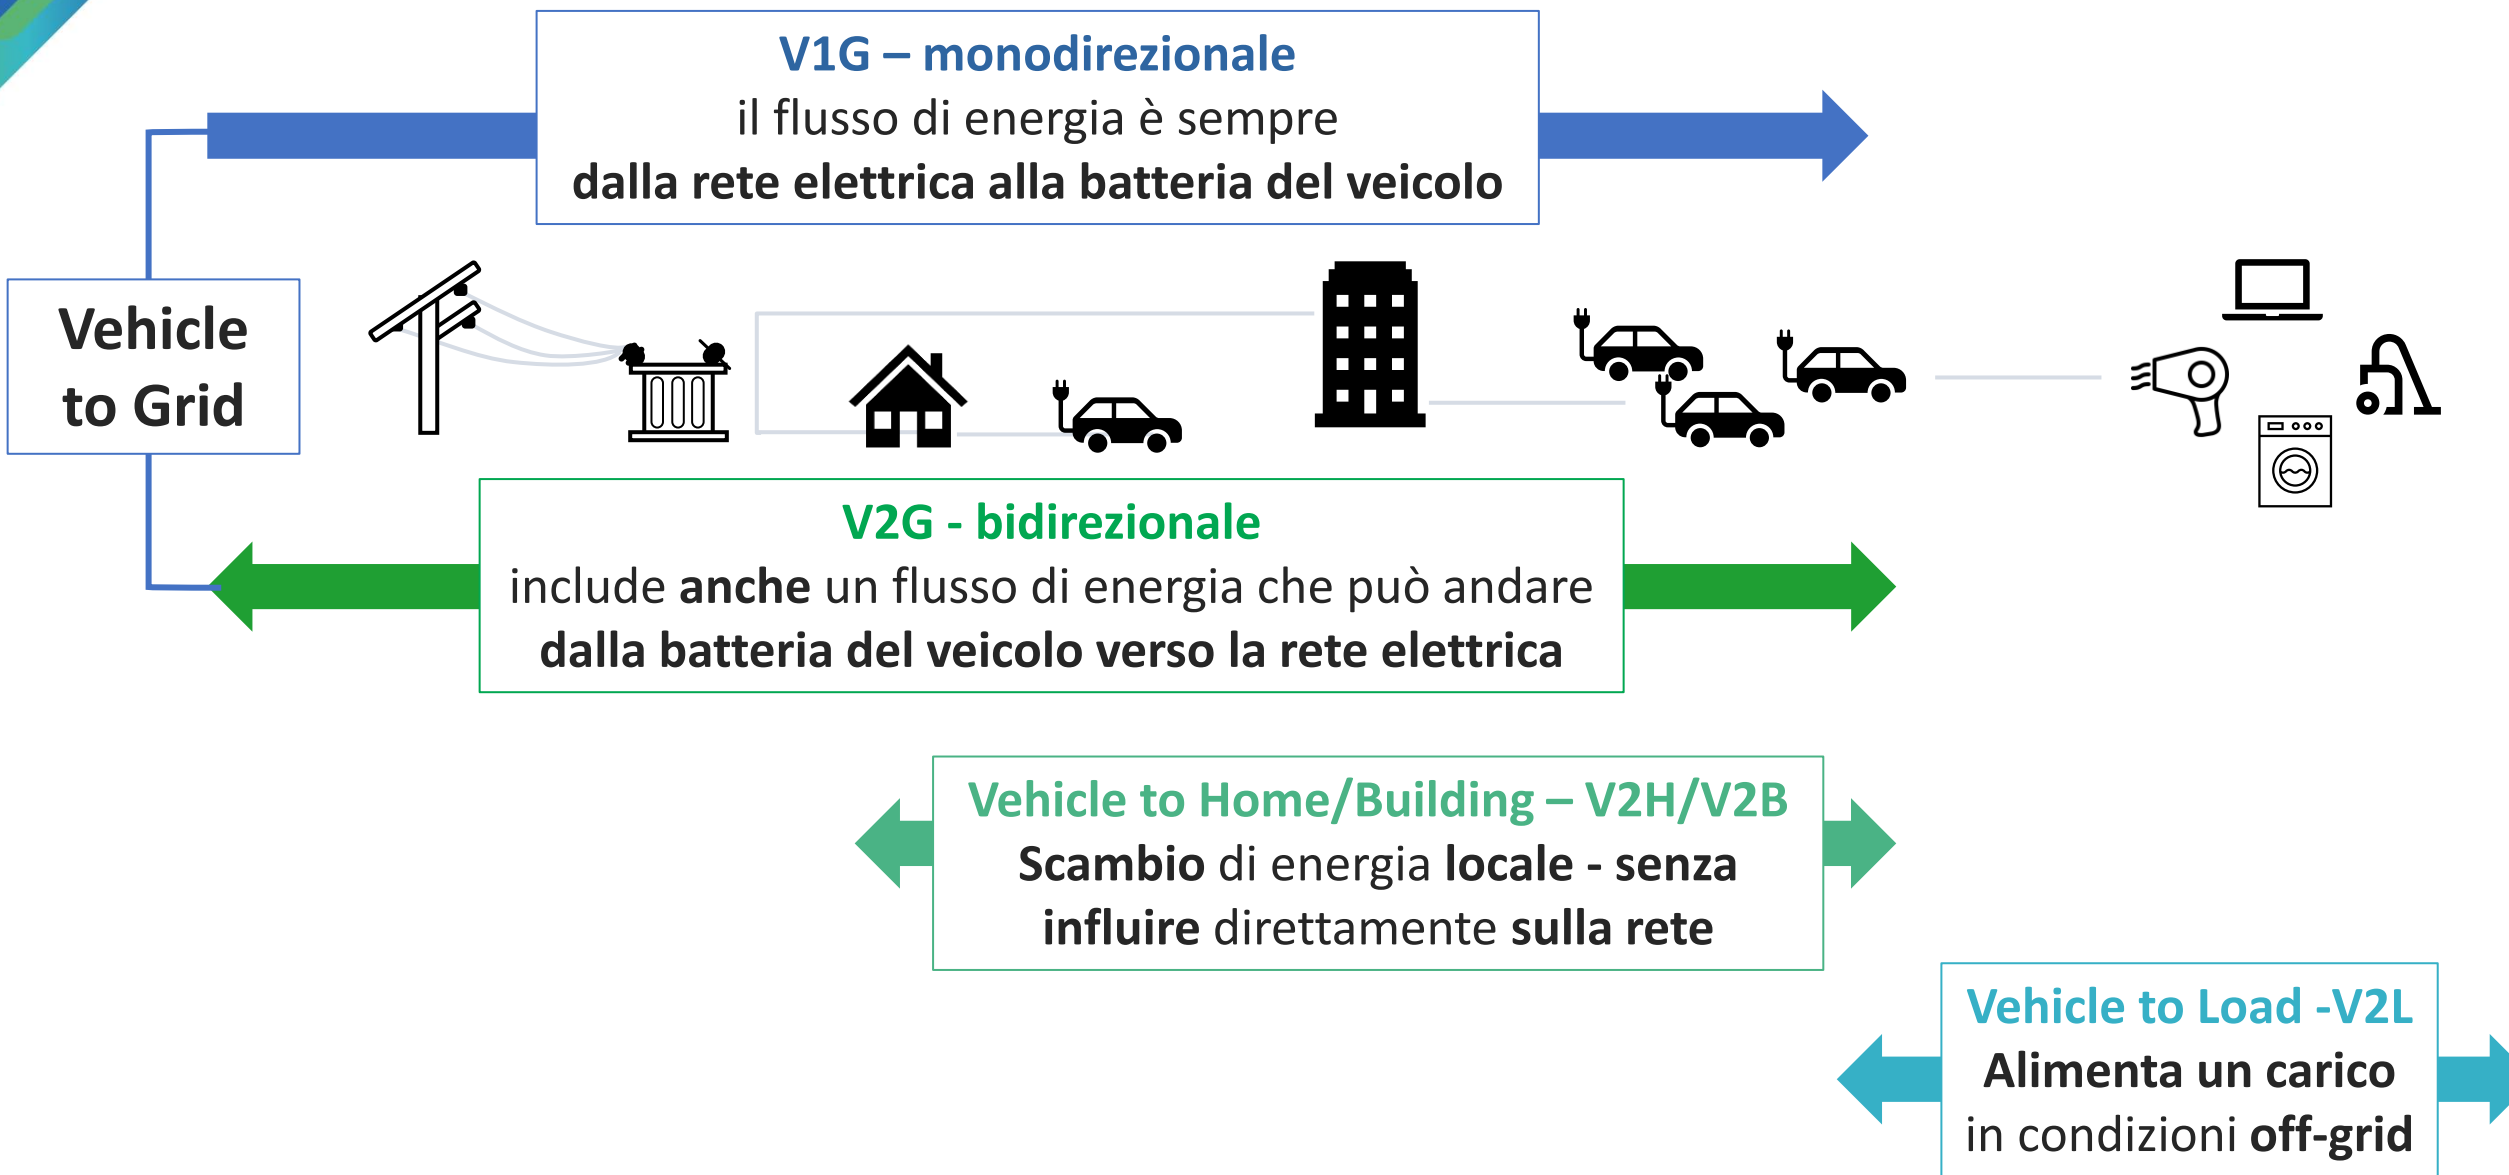 V1G – monodirezionale
il flusso di energia è sempre
dalla rete elettrica alla batteria del veicolo
Vehicle
to Grid
V2G - bidirezionale
include anche un flusso di energia che può andare
dalla batteria del veicolo verso la rete elettrica
Vehicle to Home/Building – V2H/V2B
Scambio di energia locale - senza
influire direttamente sulla rete
Vehicle to Load -V2L
Alimenta un carico
in condizioni off-grid